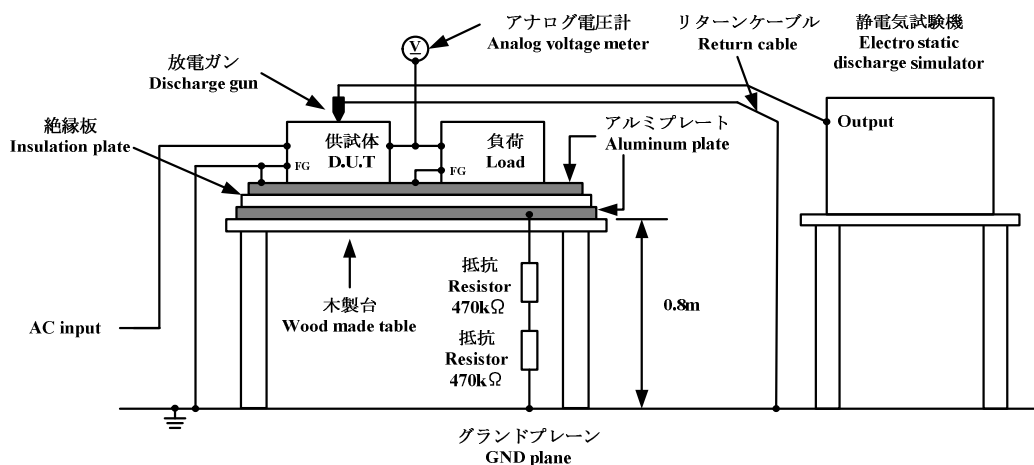 アナログ電圧計
Analog voltage meter
リターンケーブル
Return cable
静電気試験機
Electro static
discharge simulator
放電ガン
Discharge gun
V
絶縁板
Insulation plate
供試体
D.U.T
FG
負荷
Load
FG
アルミプレート
Aluminum plate
Output
抵抗
Resistor
470kΩ
0.8m
木製台
Wood made table
AC input
抵抗
Resistor
470kΩ
グランドプレーン
GND plane